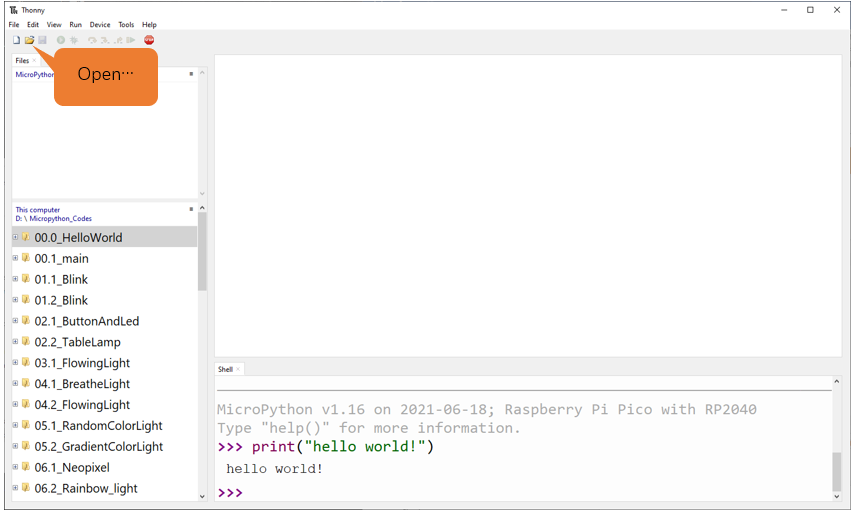 Thonny
File Edit View Run Device Tools Help
Files
Open...
MicroPython
This computer
D: \ Micropython_Codes
00.0_HelloWorld
00.1_main
01.1_Blink
01.2_Blink
02.1_ButtonAndLed
02.2_TableLamp
03.1_FlowingLight
04.1_BreatheLight
04.2_FlowingLight
05.1_RandomColorLight
05.2_GradientColorLight
06.1_Neopixel
06.2_Rainbow_light
Shell
MicroPython v1.16 on 2021-06-18; Raspberry Pi Pico with RP2040
Type "help()" for more information.
>>> print("hello world!")
hello world!
>>>